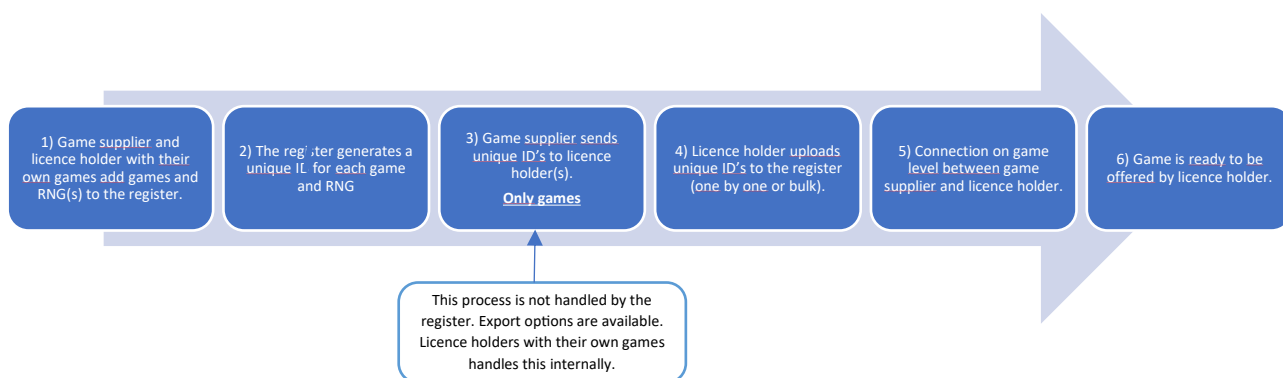 1) Game supplier and
licence holder with their
own games add games and
RNG(s) to the register.
2) The register generates a
unique ID for each game
and RNG
3) Game supplier sends
unique ID's to licence
holder(s).
Only games
4) Licence holder uploads
unique ID's to the register
(one by one or bulk).
5) Connection on game
level between game
supplier and licence holder.
6) Game is ready to be
offered by licence holder.
This process is not handled by the
register. Export options are available.
Licence holders with their own games
handles this internally.